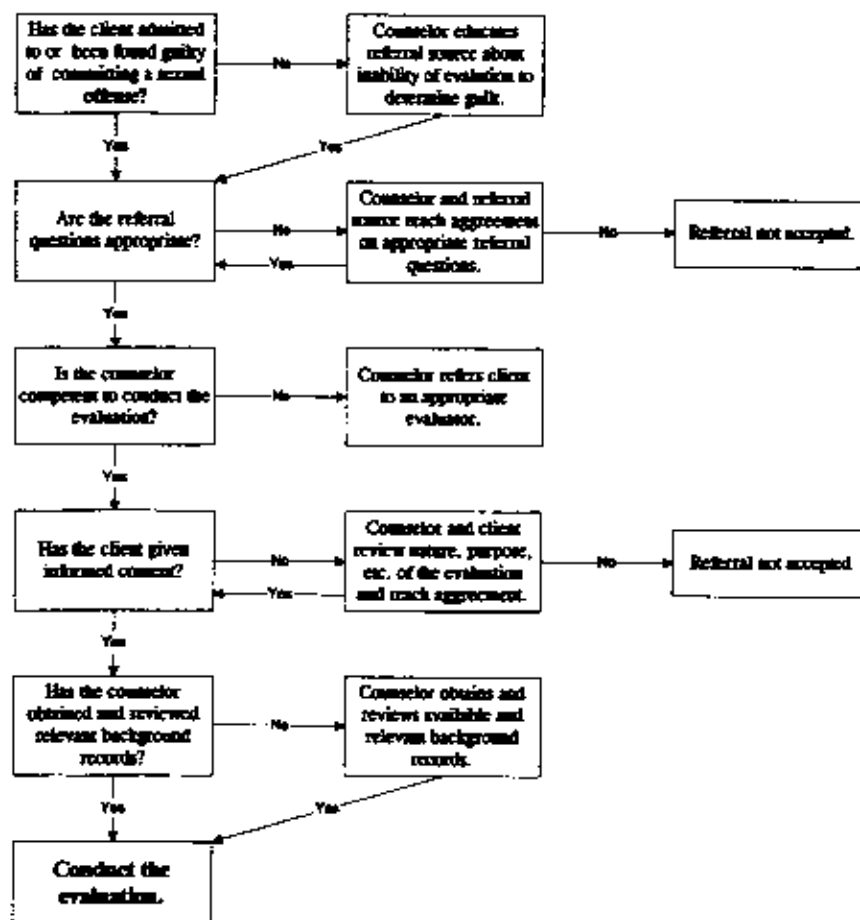 Has the client admitted
to or been found guilty
of committing a sexual
offense?
No
Counselor educates
referral source about
inability of evaluation to
determine guilt.
Yes
Yes
Are the referral
questions appropriate?
No
Yes
Counselor and referral
source reach aggreement
on appropriate referral
questions.
No
Referral not accepted.
Yes
Is the counselor
competent to conduct the
evaluation?
No
Counselor refers client
to an appropriate
evaluator.
Yes
Has the client given
informed consent?
No
Yes
Counselor and client
review nature, purpose,
etc. of the evaluation
and reach aggreement.
No
Referral not accepted
Yes
Has the counselor
obtained and reviewed
relevant background
records?
No
Counselor obtains and
reviews available and
relevant background
records.
Yes
Yes
Conduct the
evaluation.